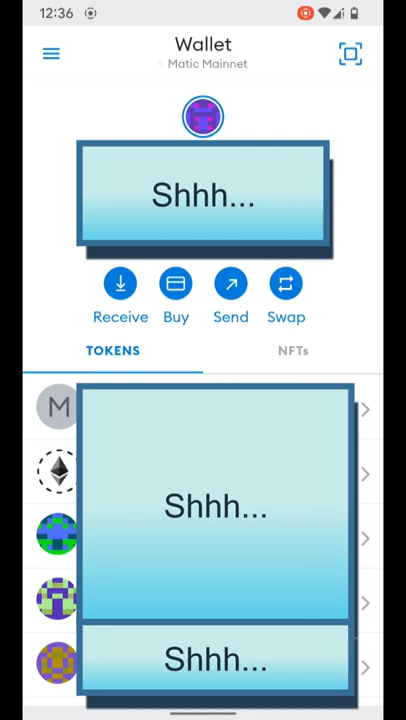 12:36
Wallet
Matic Mainnet
Shhh...
Receive Buy Send Swap
TOKENS NFTs
M
Shhh...
Shhh...